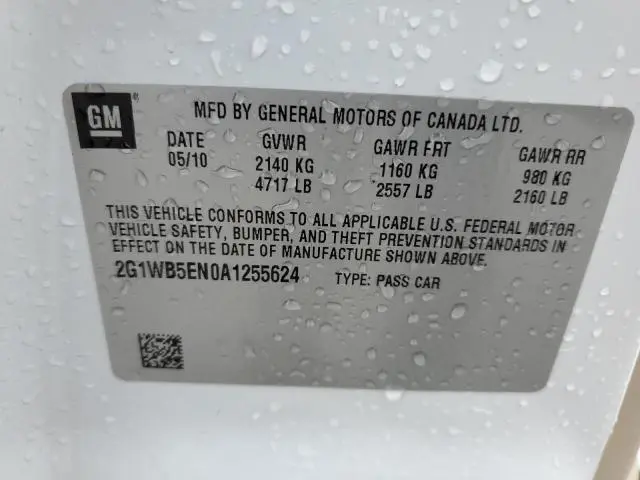 GM
MFD BY GENERAL MOTORS OF CANADA LTD.
DATE GVWR GAWR FRT GAWR RR
05/10 2140 KG 1160 KG 980 KG
4717 LB 2557 LB 2160 LB
THIS VEHICLE CONFORMS TO ALL APPLICABLE U.S. FEDERAL MOTOR
VEHICLE SAFETY, BUMPER, AND THEFT PREVENTION STANDARDS IN
EFFECT ON THE DATE OF MANUFACTURE SHOWN ABOVE.
2G1WB5EN0A1255624 TYPE: PASS CAR